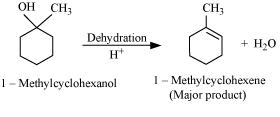 OH CH3
CH3
Dehydration
H+
+ H2O
1 – Methylcyclohexanol
1 – Methylcyclohexene
(Major product)